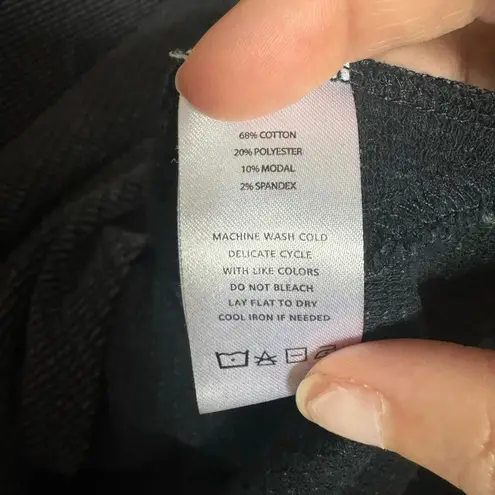 68% COTTON
20% POLYESTER
10% MODAL
2% SPANDEX
MACHINE WASH COLD
DELICATE CYCLE
WITH LIKE COLORS
DO NOT BLEACH
LAY FLAT TO DRY
COOL IRON IF NEEDED